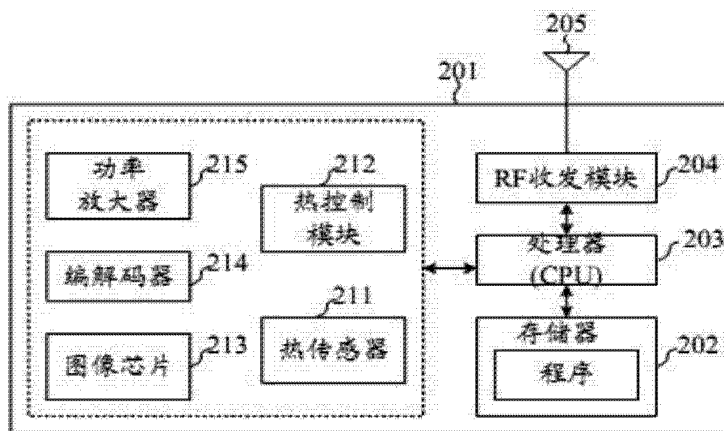 205
201
功率
放大器
215
212
热控制
模块
RF收发模块
204
编解码器
214
处理器
(CPU)
203
图像芯片
213
211
热传感器
存储器
程序
202